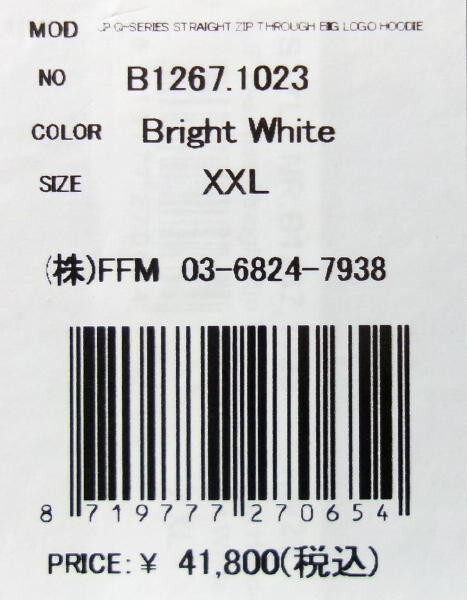 MOD JP Q-SERIES STRAIGHT ZIP THROUGH BIG LOGO HOODIE
NO B1267.1023
COLOR Bright White
SIZE XXL
(株)FFM 03-6824-7938
8 719777 270654
PRICE: ¥ 41,800(税込)